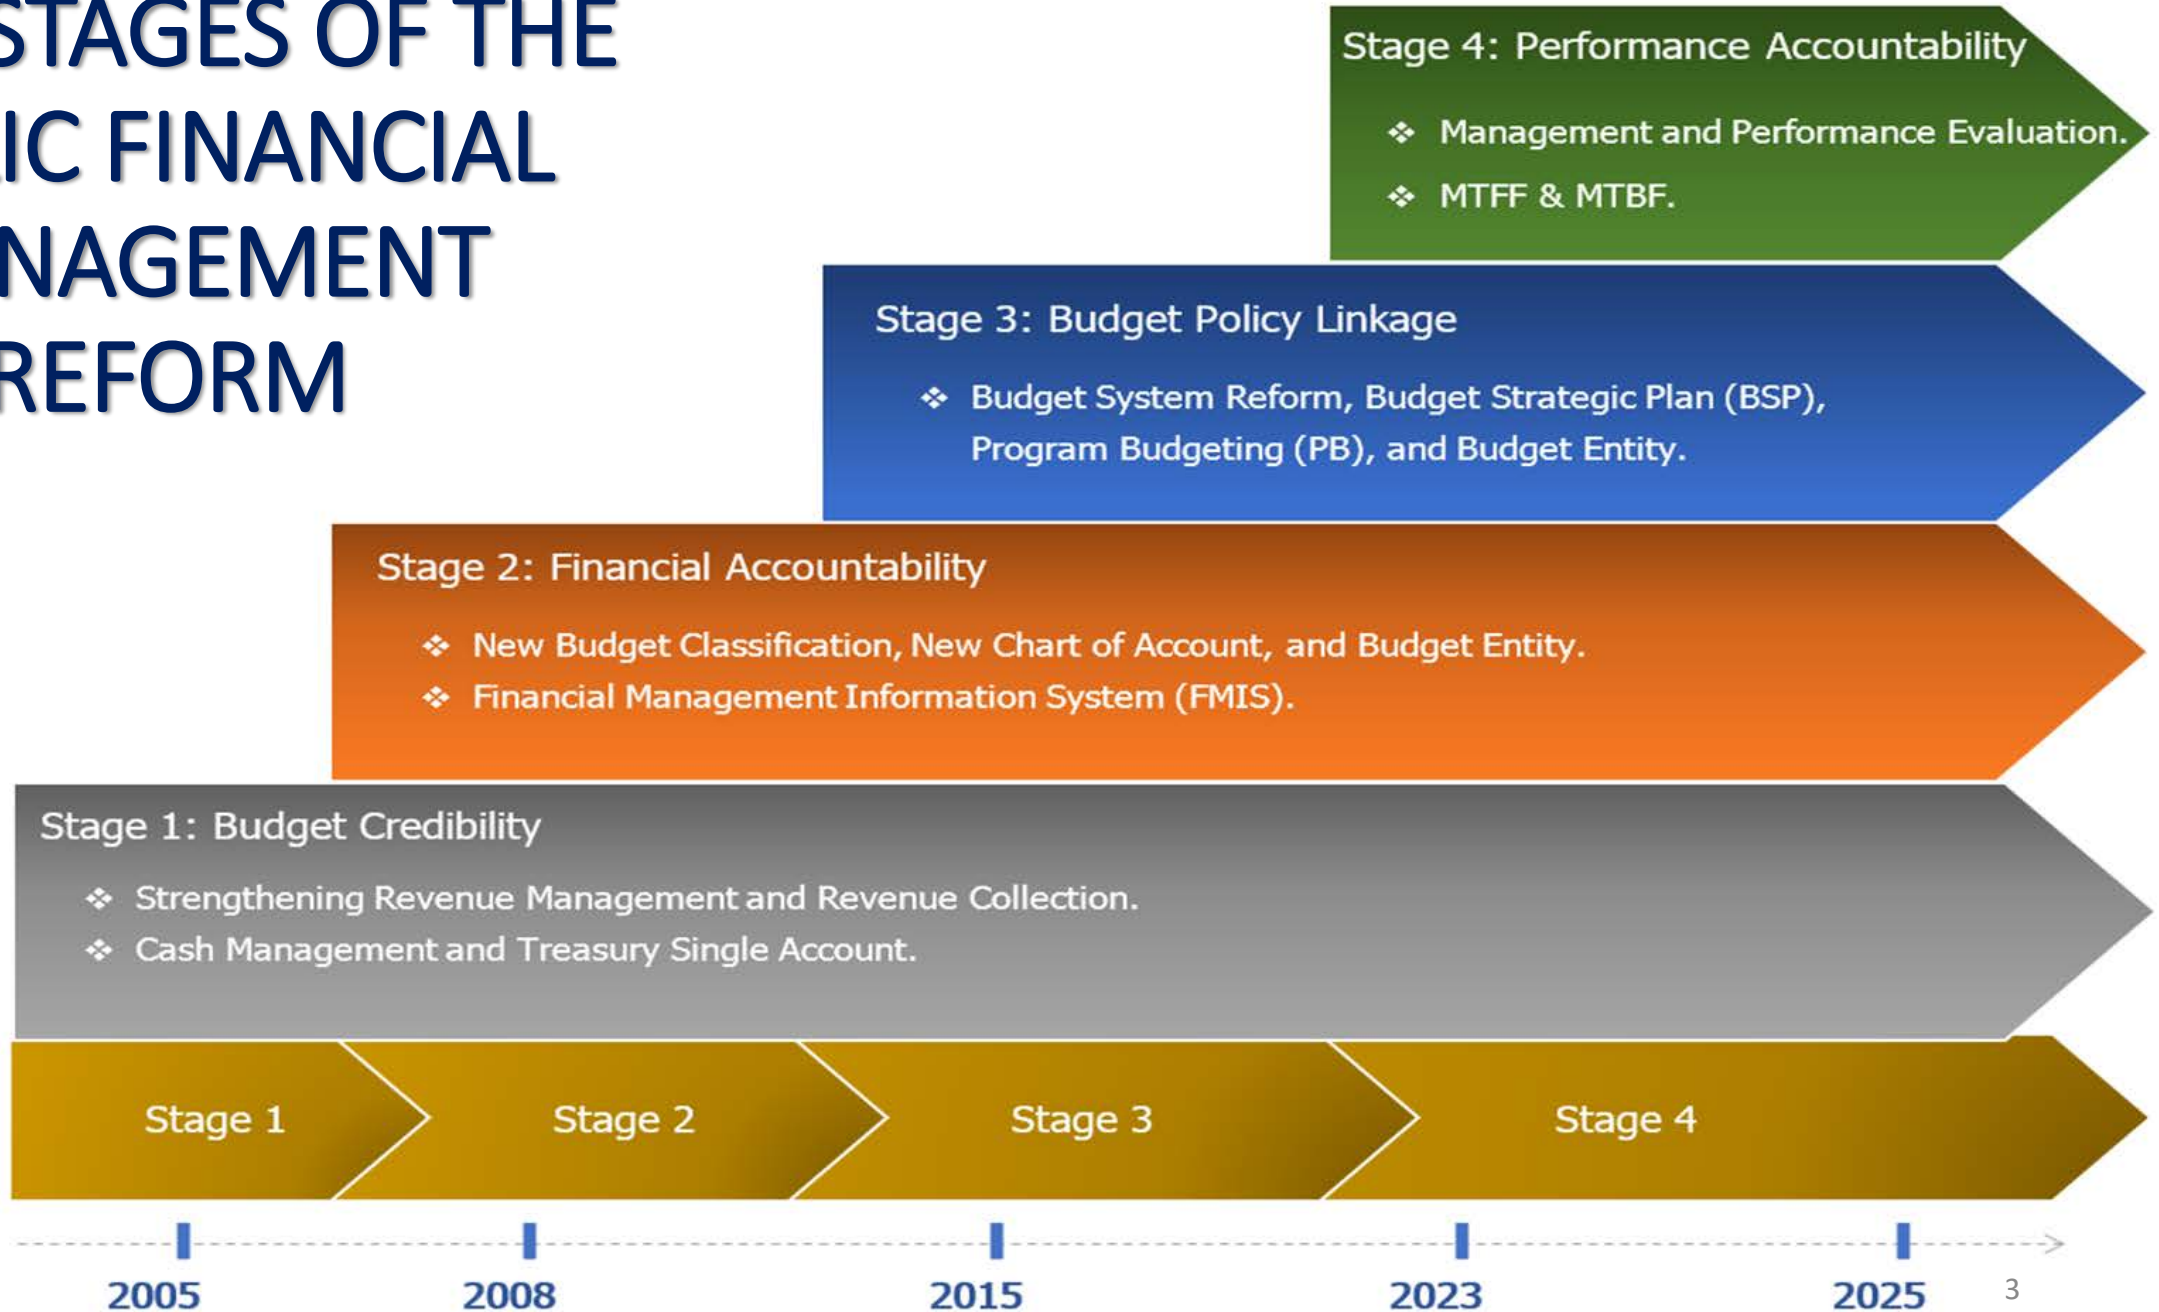 STAGES OF THE
IC FINANCIAL
NAGEMENT
REFORM
Stage 4: Performance Accountability
❖ Management and Performance Evaluation.
❖ MTFF & MTBF.
Stage 3: Budget Policy Linkage
❖ Budget System Reform, Budget Strategic Plan (BSP),
Program Budgeting (PB), and Budget Entity.
Stage 2: Financial Accountability
❖ New Budget Classification, New Chart of Account, and Budget Entity.
❖ Financial Management Information System (FMIS).
Stage 1: Budget Credibility
❖ Strengthening Revenue Management and Revenue Collection.
❖ Cash Management and Treasury Single Account.
Stage 1 Stage 2 Stage 3 Stage 4
2005 2008 2015 2023 2025
3